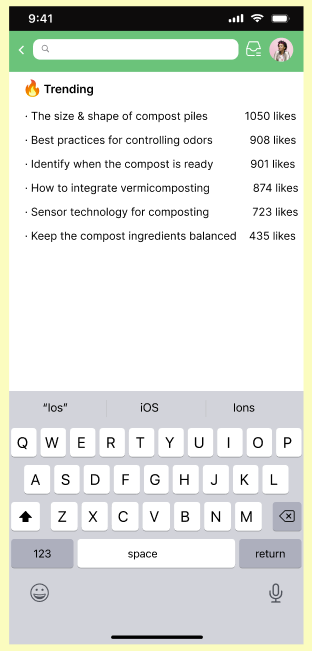 9:41
🔥 Trending
· The size & shape of compost piles 1050 likes
· Best practices for controlling odors 908 likes
· Identify when the compost is ready 901 likes
· How to integrate vermicomposting 874 likes
· Sensor technology for composting 723 likes
· Keep the compost ingredients balanced 435 likes
"Ios" iOS Ions
Q W E R T Y U I O P
A S D F G H J K L
Z X C V B N M
123 space return